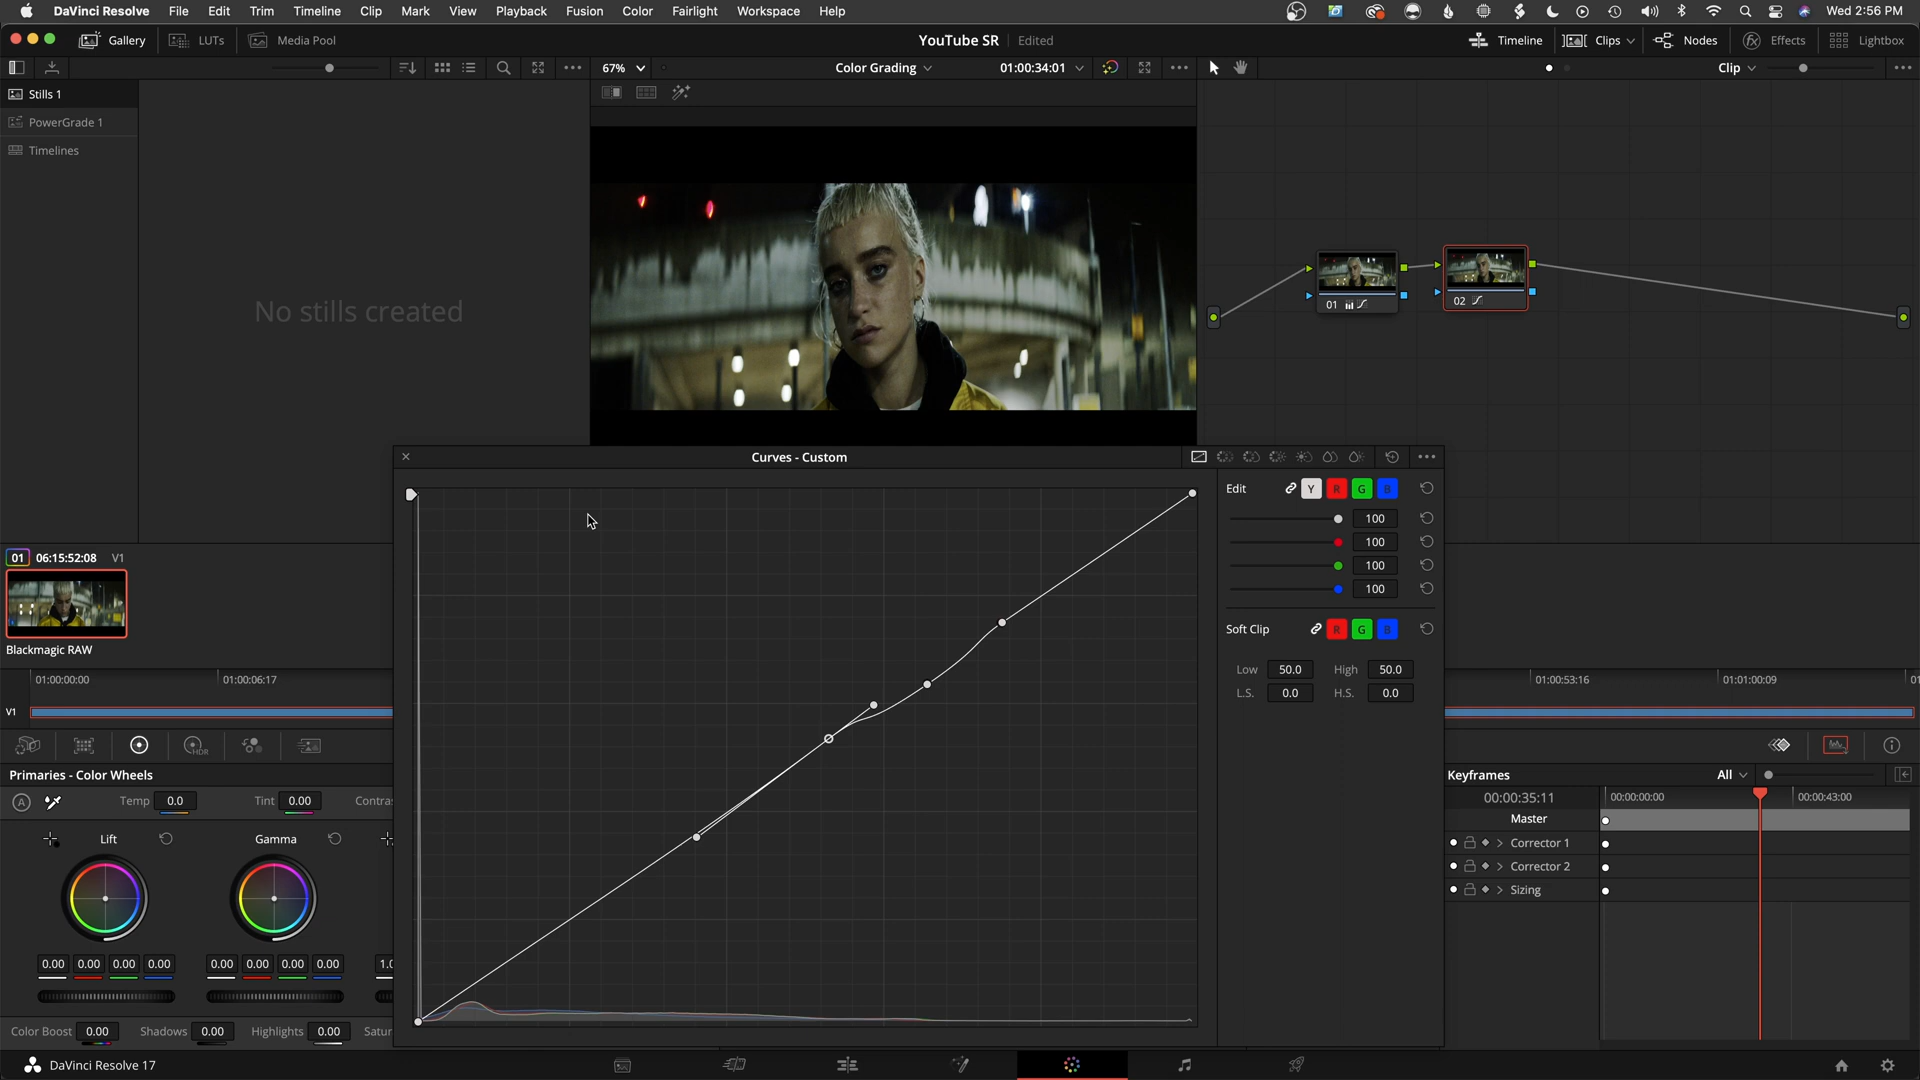 DaVinci Resolve File Edit Trim Timeline Clip Mark View Playback Fusion Color Fairlight Workspace Help Wed 2:56 PM
Gallery LUTs Media Pool YouTube SR Edited Timeline Clips Nodes Effects Lightbox
67% Color Grading 01:00:34:01 Clip
Stills 1
PowerGrade 1
Timelines
No stills created
01
02
Curves - Custom
Edit Y R G B
100
100
100
100
Soft Clip R G B
Low 50.0 High 50.0
L.S. 0.0 H.S. 0.0
01 06:15:52:08 V1
Blackmagic RAW
01:00:00:00 01:00:06:17 01:00:53:16 01:01:00:09 01
V1
HDR
Primaries - Color Wheels
A Temp 0.0 Tint 0.00 Contra
Lift Gamma
0.00 0.00 0.00 0.00 0.00 0.00 0.00 0.00 1.0
Color Boost 0.00 Shadows 0.00 Highlights 0.00 Satur
Keyframes All
00:00:35:11 00:00:00:00 00:00:43:00
Master
Corrector 1
Corrector 2
Sizing
DaVinci Resolve 17